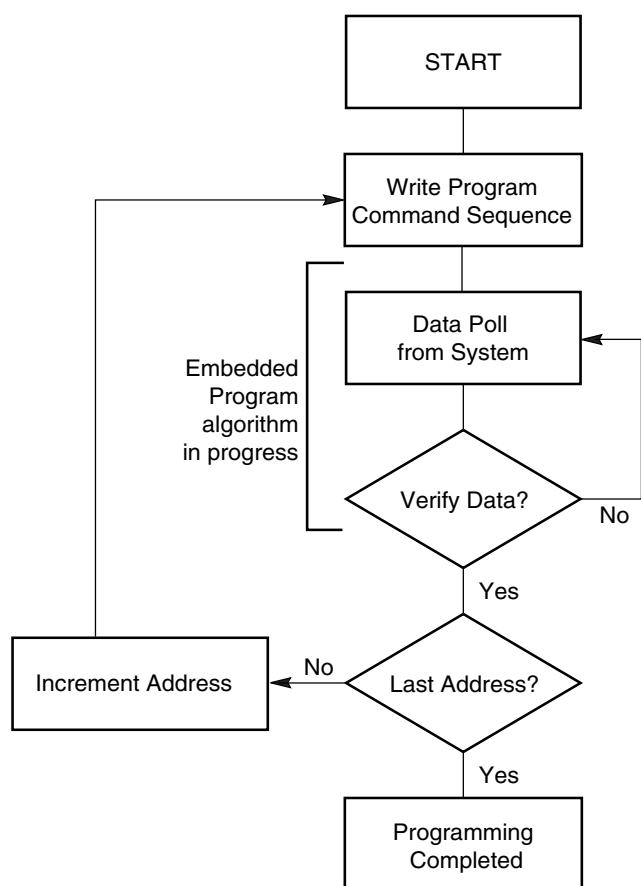 START
Write Program
Command Sequence
Data Poll
from System
Embedded
Program
algorithm
in progress
Verify Data?
No
Yes
Last Address?
No
Increment Address
Yes
Programming
Completed